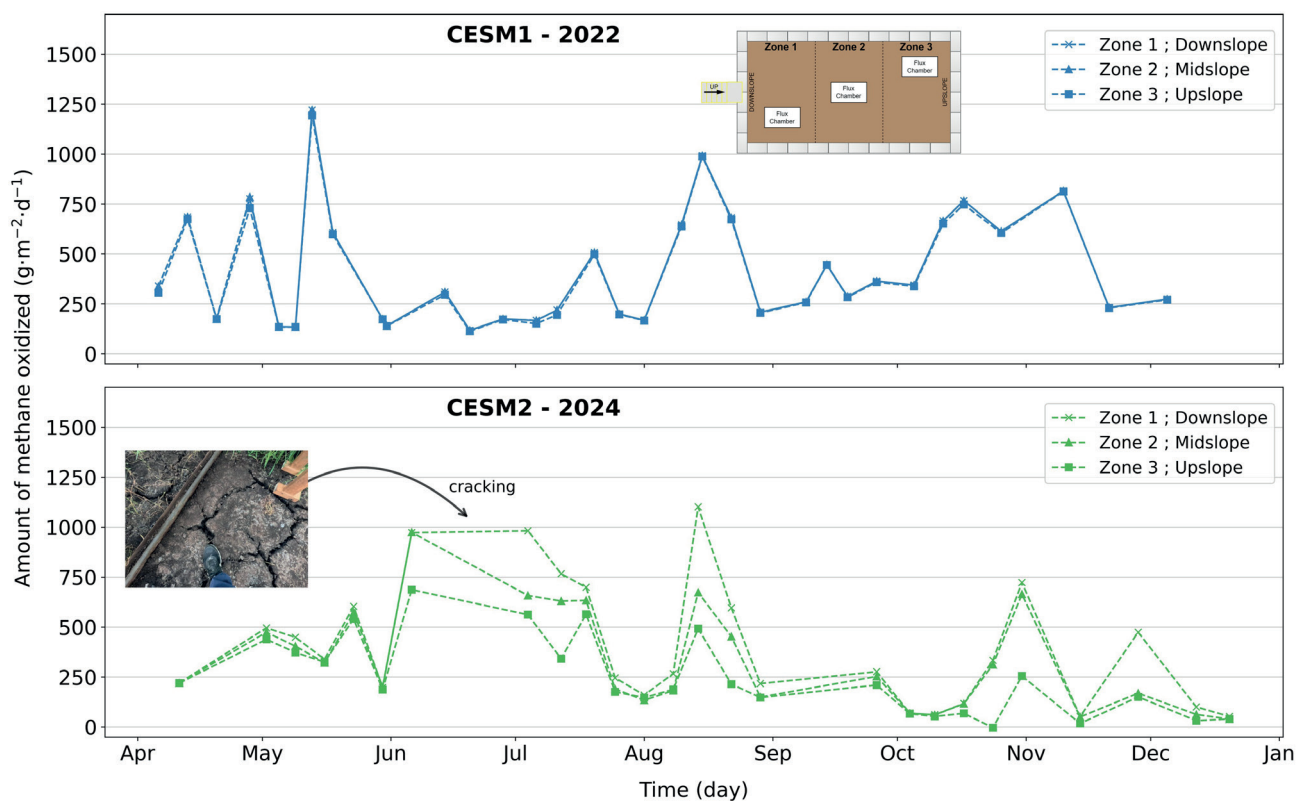 CESM1 - 2022
Zone 1 ; Downslope
Zone 2 ; Midslope
Zone 3 ; Upslope
Zone 1 Zone 2 Zone 3
UP
DOWNSLOPE
UPSLOPE
Flux
Chamber
Flux
Chamber
Flux
Chamber
1500
1250
1000
750
500
250
0
Amount of methane oxidized (g·m⁻²·d⁻¹)
CESM2 - 2024
Zone 1 ; Downslope
Zone 2 ; Midslope
Zone 3 ; Upslope
cracking
1500
1250
1000
750
500
250
0
Apr May Jun Jul Aug Sep Oct Nov Dec Jan
Time (day)